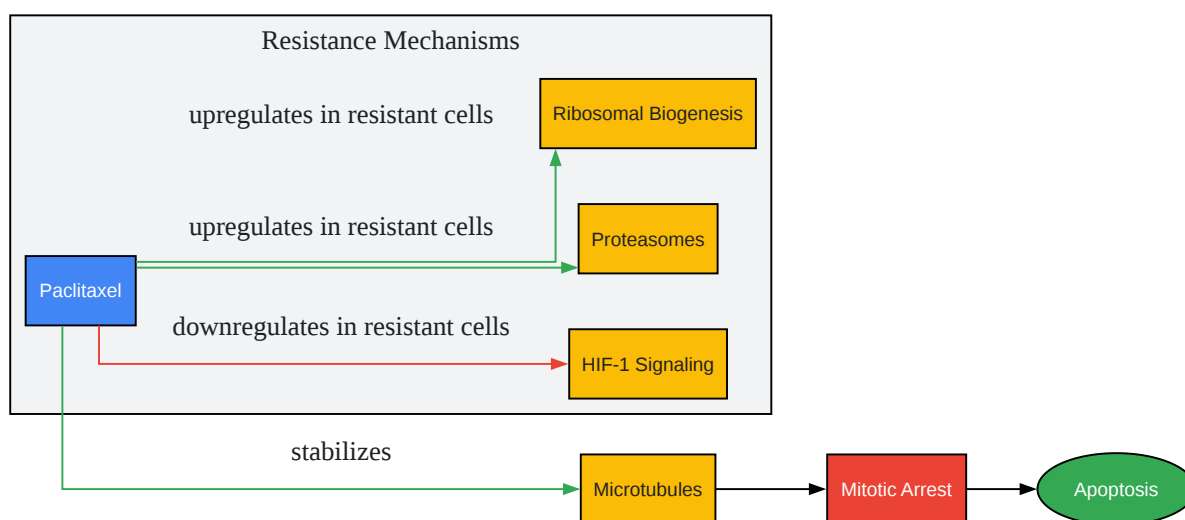 Resistance Mechanisms
upregulates in resistant cells
Ribosomal Biogenesis
upregulates in resistant cells
Proteasomes
Paclitaxel
downregulates in resistant cells
HIF-1 Signaling
stabilizes
Microtubules
Mitotic Arrest
Apoptosis